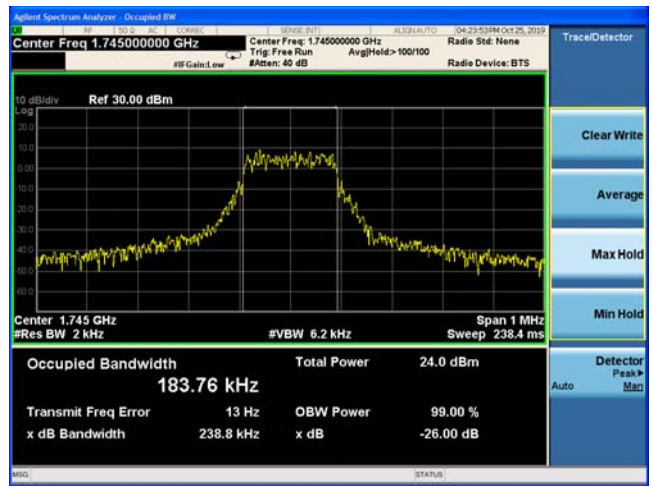 Agilent Spectrum Analyzer - Occupied BW
RF 50 Ω AC CORREC SENSE:INT ALIGN AUTO 04:23:53 PM Oct 25, 2019
Center Freq 1.745000000 GHz
Center Freq: 1.745000000 GHz Radio Std: None
Trig: Free Run Avg|Hold:>100/100
#IFGain:Low #Atten: 40 dB Radio Device: BTS
Trace/Detector
10 dB/div Ref 30.00 dBm
Log
20.0
10.0
0.00
-10.0
-20.0
-30.0
-40.0
-50.0
-60.0
Center 1.745 GHz Span 1 MHz
#Res BW 2 kHz #VBW 6.2 kHz Sweep 238.4 ms
Occupied Bandwidth Total Power 24.0 dBm
183.76 kHz
Transmit Freq Error 13 Hz OBW Power 99.00 %
x dB Bandwidth 238.8 kHz x dB -26.00 dB
Clear Write
Average
Max Hold
Min Hold
Detector
Peak▶
Auto Man
MSG STATUS